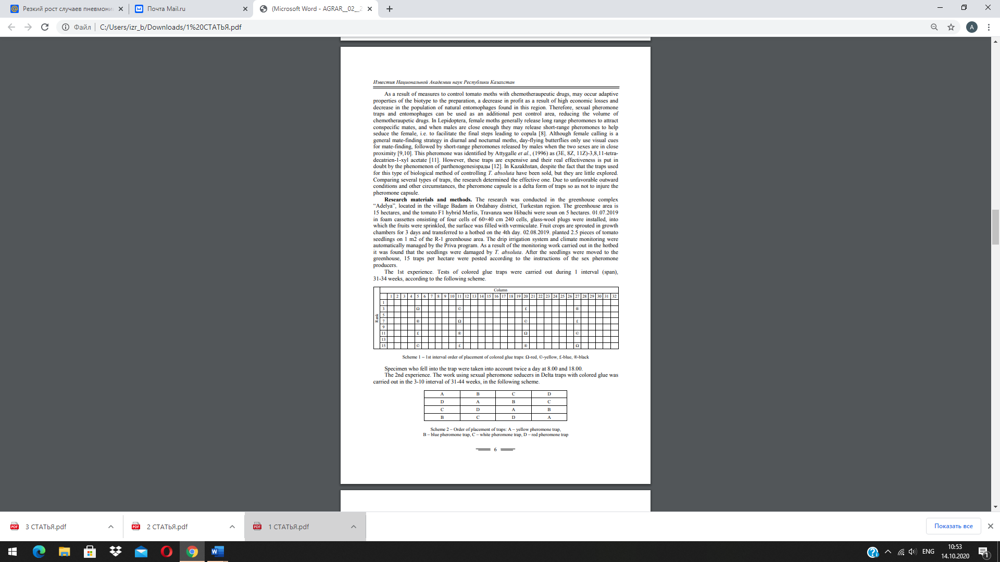 Резкий рост случаев пневмони
Почта Mail.ru
(Microsoft Word - AGRAR__02__2
Файл
C:/Users/izr_b/Downloads/1%20СТАТЬЯ.pdf
A
Известия Национальной Академии наук Республики Казахстан
As a result of measures to control tomato moths with chemotheraupeutic drugs, may occur adaptive
properties of the biotype to the preparation, a decrease in profit as a result of high economic losses and
decrease in the population of natural entomophages found in this region. Therefore, sexual pheromone
traps and entomophages can be used as an additional pest control area, reducing the volume of
chemotheraupetic drugs. In Lepidoptera, female moths generally release long range pheromones to attract
conspecific mates, and when males are close enough they may release short-range pheromones to help
seduce the female, i.e. to facilitate the final steps leading to copula [8]. Although female calling is a
general mate-finding strategy in diurnal and nocturnal moths, day-flying butterflies only use visual cues
for mate-finding, followed by short-range pheromones released by males when the two sexes are in close
proximity [9,10]. This pheromone was identified by Attygalle et al., (1996) as (3E, 8Z, 11Z)-3,8,11-tetra-
decatrien-1-xyl acetate [11]. However, these traps are expensive and their real effectiveness is put in
doubt by the phenomenon of parthenogenesispaды [12]. In Kazakhstan, despite the fact that the traps used
for this type of biological method of controlling T. absoluta have been sold, but they are little explored.
Comparing several types of traps, the research determined the effective one. Due to unfavorable outward
conditions and other circumstances, the pheromone capsule is a delta form of traps so as not to injure the
pheromone capsule.
Research materials and methods. The research was conducted in the greenhouse complex
“Adelya”, located in the village Badam in Ordabasy district, Turkestan region. The greenhouse area is
15 hectares, and the tomato F1 hybrid Merlis, Travanza мен Hibachi were soun on 5 hectares. 01.07.2019
in foam cassettes onsisting of four cells of 60×40 cm 240 cells, glass-wool plugs were installed, into
which the fruits were sprinkled, the surface was filled with vermiculate. Fruit crops are sprouted in growth
chambers for 3 days and transferred to a hotbed on the 4th day. 02.08.2019. planted 2.5 pieces of tomato
seedlings on 1 m2 of the R-1 greenhouse area. The drip irrigation system and climate monitoring were
automatically managed by the Priva program. As a result of the monitoring work carried out in the hotbed
it was found that the seedlings were damaged by T. absoluta. After the seedlings were moved to the
greenhouse, 15 traps per hectare were posted according to the instructions of the sex pheromone
producers.
The 1st experience. Tests of colored glue traps were carried out during 1 interval (span),
31-34 weeks, according to the following scheme.
Column
1 2 3 4 5 6 7 8 9 10 11 12 13 14 15 16 17 18 19 20 21 22 23 24 25 26 27 28 29 30 31 32
Rank
1
3 Ω © £ ®
5
7 ® Ω © £
9
11 £ ® Ω ©
13
15 © £ ® Ω
Scheme 1 – 1st interval order of placement of colored glue traps: Ω-red, ©-yellow, £-blue, ®-black
Specimen who fell into the trap were taken into account twice a day at 8.00 and 18.00.
The 2nd experience. The work using sexual pheromone seducers in Delta traps with colored glue was
carried out in the 3-10 interval of 31-44 weeks, in the following scheme.
A B C D
D A B C
C D A B
B C D A
Scheme 2 – Order of placement of traps: A – yellow pheromone trap,
B – blue pheromone trap, C – white pheromone trap, D – red pheromone trap
6
3 СТАТЬЯ.pdf
2 СТАТЬЯ.pdf
1 СТАТЬЯ.pdf
Показать все
ENG
10:53
14.10.2020
1